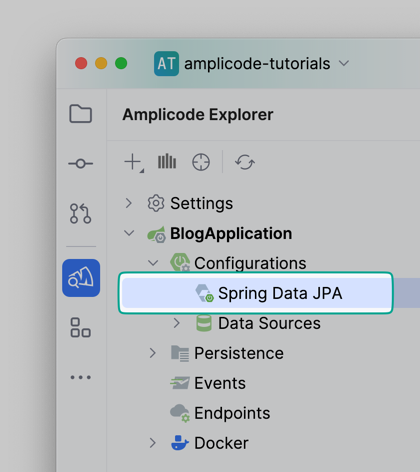 AT amplicode-tutorials
Amplicode Explorer
Settings
BlogApplication
Configurations
Spring Data JPA
Data Sources
Persistence
Events
Endpoints
Docker